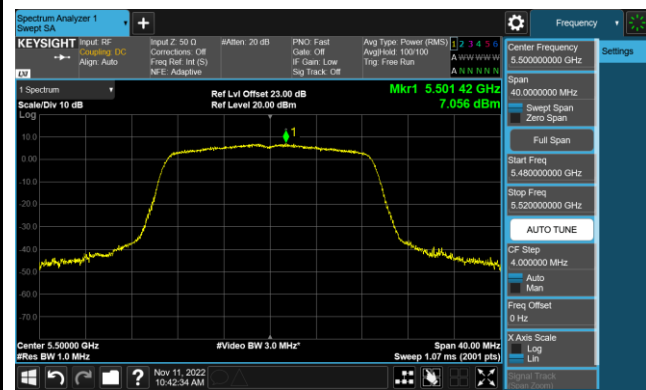 Spectrum Analyzer 1
Swept SA
+
Frequency
KEYSIGHT
Input: RF
Coupling: DC
Align: Auto
Input Z: 50 Ω
Corrections: Off
Freq Ref: Int (S)
NFE: Adaptive
#Atten: 20 dB
PNO: Fast
Gate: Off
IF Gain: Low
Sig Track: Off
Avg Type: Power (RMS)
Avg|Hold: 100/100
Trig: Free Run
1 2 3 4 5 6
A W W W W W
A N N N N N
LXI
1 Spectrum
Scale/Div 10 dB
Log
Ref Lvl Offset 23.00 dB
Ref Level 20.00 dBm
Mkr1 5.501 42 GHz
7.056 dBm
1
10.0
0.00
-10.0
-20.0
-30.0
-40.0
-50.0
-60.0
-70.0
Center 5.50000 GHz
#Res BW 1.0 MHz
#Video BW 3.0 MHz*
Span 40.00 MHz
Sweep 1.07 ms (2001 pts)
Nov 11, 2022
10:42:34 AM
?
Center Frequency
5.500000000 GHz
Settings
Span
40.0000000 MHz
Swept Span
Zero Span
Full Span
Start Freq
5.480000000 GHz
Stop Freq
5.520000000 GHz
AUTO TUNE
CF Step
4.000000 MHz
Auto
Man
Freq Offset
0 Hz
X Axis Scale
Log
Lin
Signal Track
(Span Zoom)